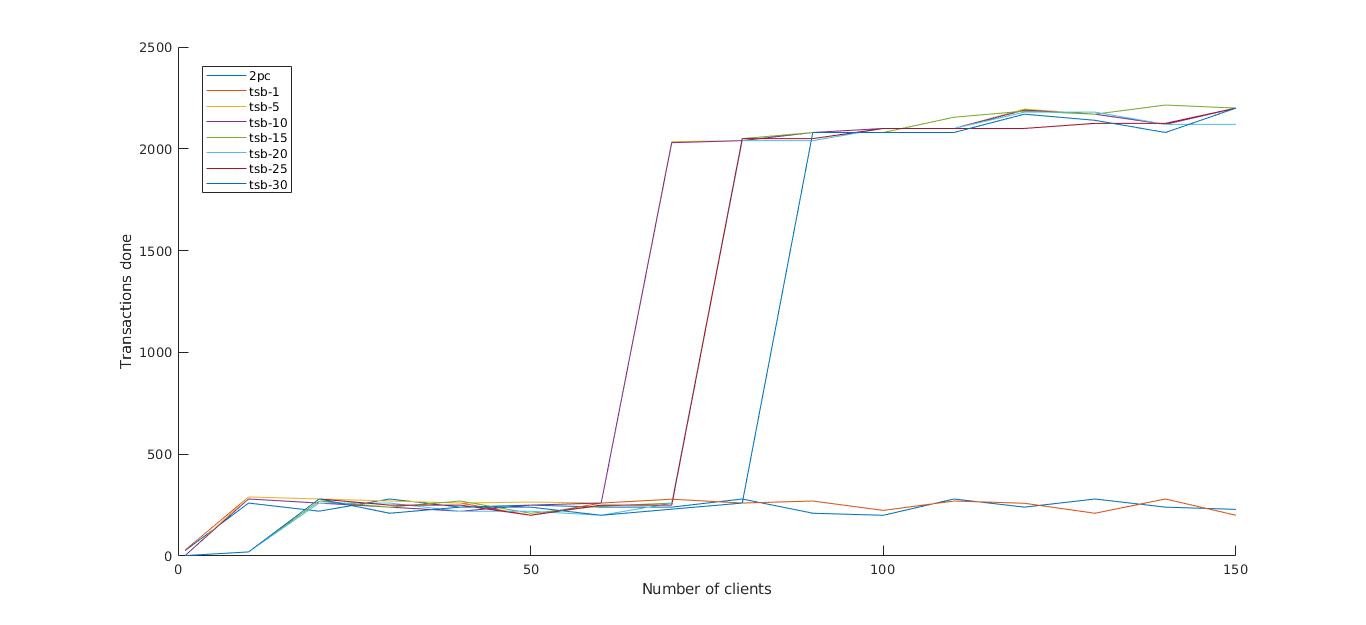 2500
2000
1500
1000
500
0
Transactions done
2pc
tsb-1
tsb-5
tsb-10
tsb-15
tsb-20
tsb-25
tsb-30
0 50 100 150
Number of clients